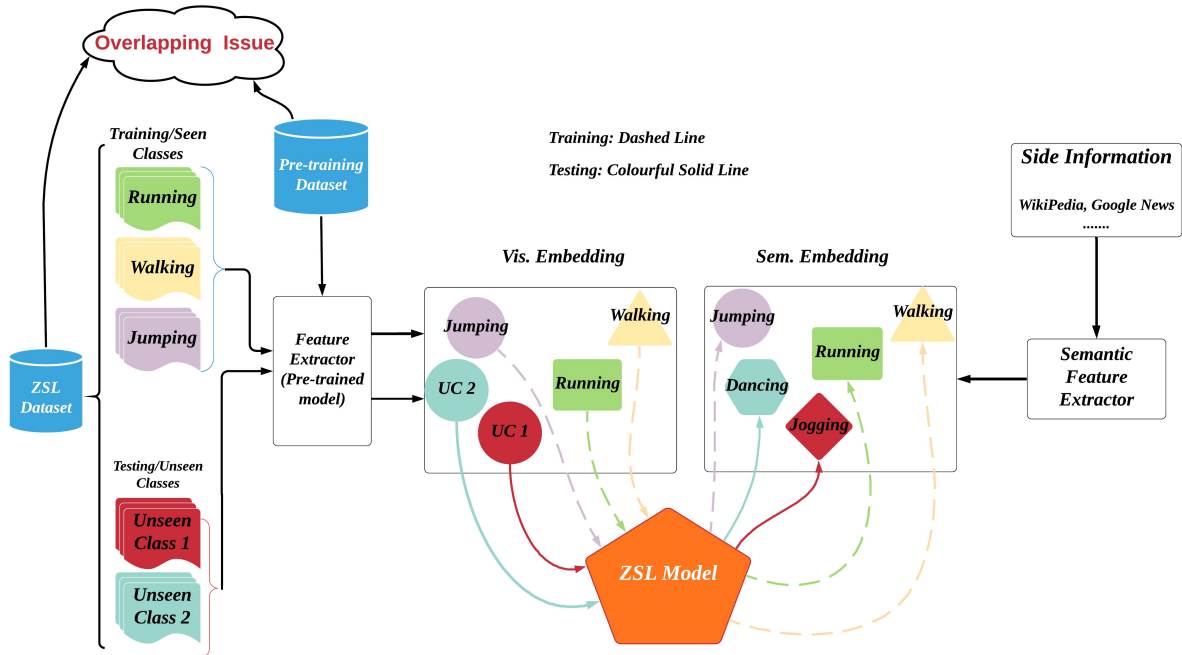 Overlapping Issue
Training/Seen
Classes
Running
Walking
Jumping
ZSL
Dataset
Testing/Unseen
Classes
Unseen
Class 1
Unseen
Class 2
Pre-training
Dataset
Feature
Extractor
(Pre-trained
model)
Training: Dashed Line
Testing: Colourful Solid Line
Vis. Embedding
Jumping
Walking
UC 2
Running
UC 1
Sem. Embedding
Jumping
Walking
Running
Dancing
Jogging
ZSL Model
Side Information
WikiPedia, Google News
.......
Semantic
Feature
Extractor